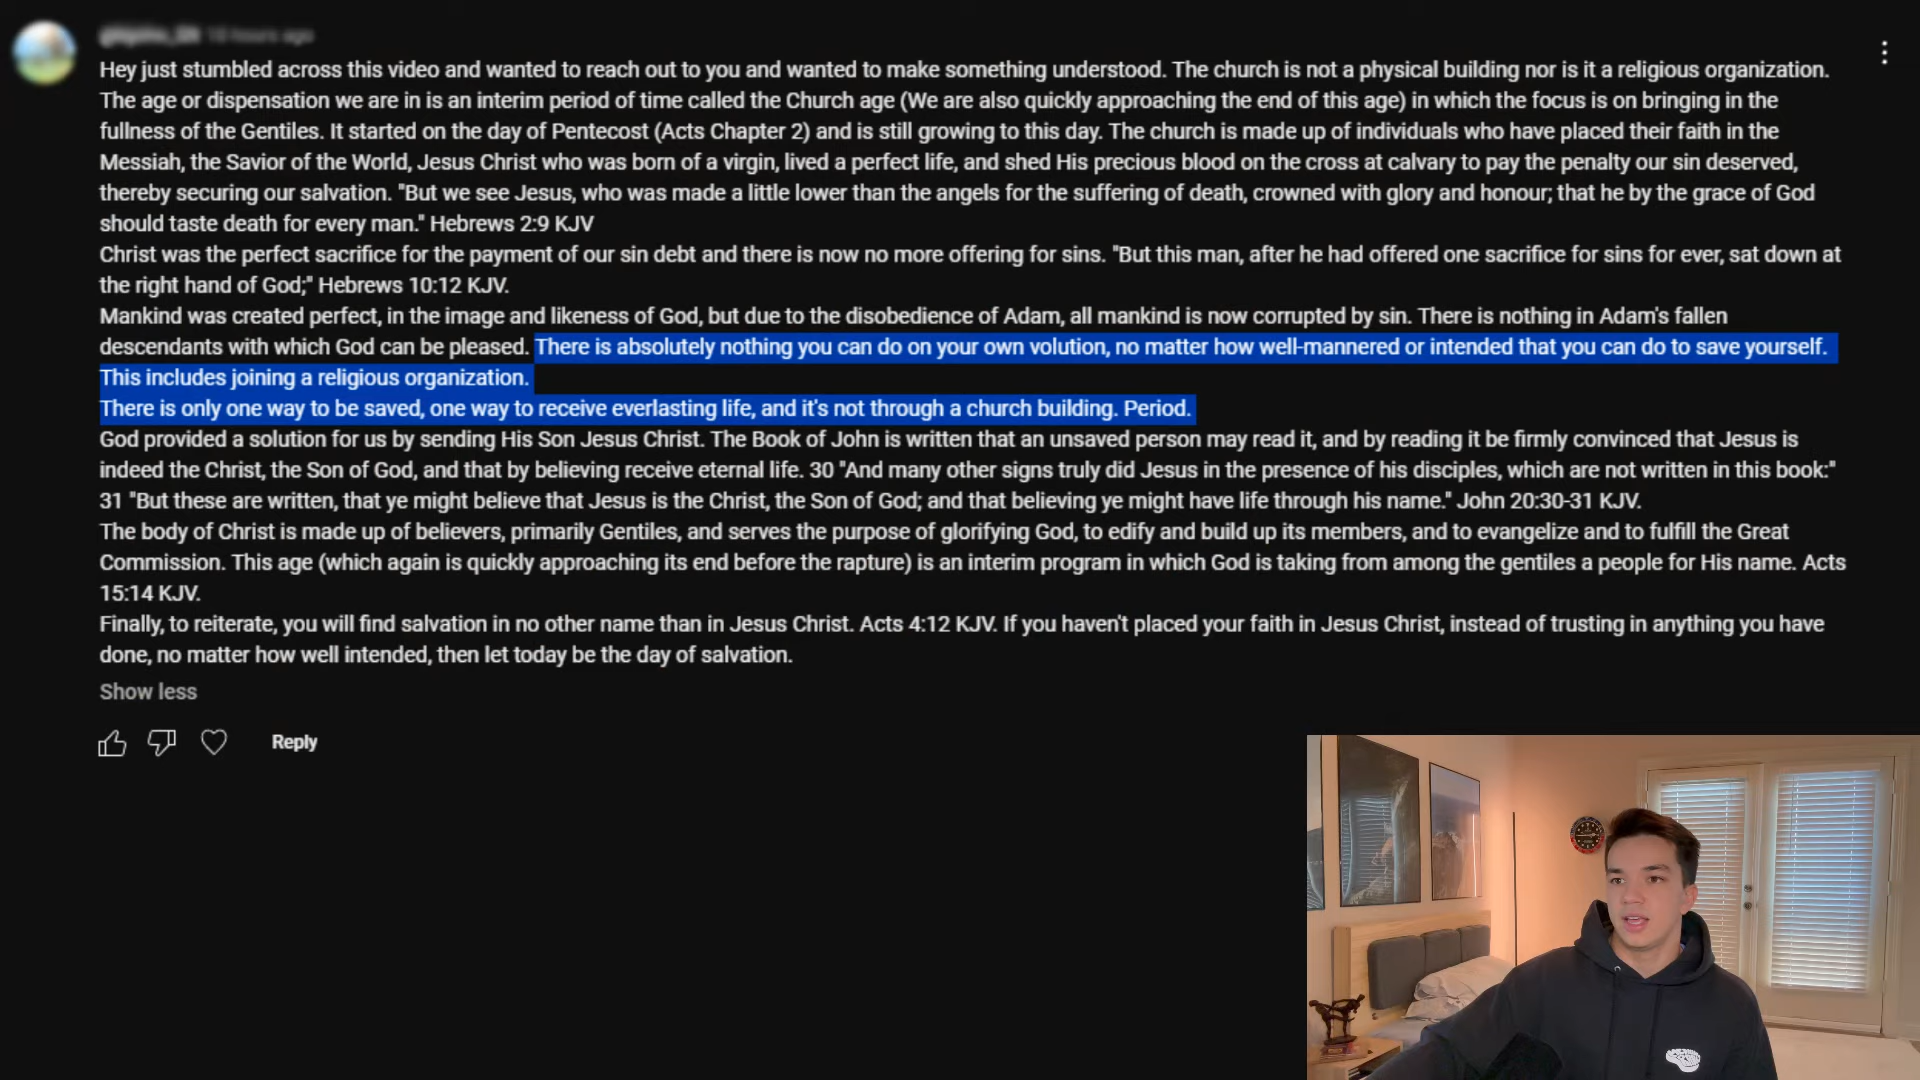 Hey just stumbled across this video and wanted to reach out to you and wanted to make something understood. The church is not a physical building nor is it a religious organization.
The age or dispensation we are in is an interim period of time called the Church age (We are also quickly approaching the end of this age) in which the focus is on bringing in the
fullness of the Gentiles. It started on the day of Pentecost (Acts Chapter 2) and is still growing to this day. The church is made up of individuals who have placed their faith in the
Messiah, the Savior of the World, Jesus Christ who was born of a virgin, lived a perfect life, and shed His precious blood on the cross at calvary to pay the penalty our sin deserved,
thereby securing our salvation. "But we see Jesus, who was made a little lower than the angels for the suffering of death, crowned with glory and honour; that he by the grace of God
should taste death for every man." Hebrews 2:9 KJV
Christ was the perfect sacrifice for the payment of our sin debt and there is now no more offering for sins. "But this man, after he had offered one sacrifice for sins for ever, sat down at
the right hand of God;" Hebrews 10:12 KJV.
Mankind was created perfect, in the image and likeness of God, but due to the disobedience of Adam, all mankind is now corrupted by sin. There is nothing in Adam's fallen
descendants with which God can be pleased. There is absolutely nothing you can do on your own volution, no matter how well-mannered or intended that you can do to save yourself.
This includes joining a religious organization.
There is only one way to be saved, one way to receive everlasting life, and it's not through a church building. Period.
God provided a solution for us by sending His Son Jesus Christ. The Book of John is written that an unsaved person may read it, and by reading it be firmly convinced that Jesus is
indeed the Christ, the Son of God, and that by believing receive eternal life. 30 "And many other signs truly did Jesus in the presence of his disciples, which are not written in this book:"
31 "But these are written, that ye might believe that Jesus is the Christ, the Son of God; and that believing ye might have life through his name." John 20:30-31 KJV.
The body of Christ is made up of believers, primarily Gentiles, and serves the purpose of glorifying God, to edify and build up its members, and to evangelize and to fulfill the Great
Commission. This age (which again is quickly approaching its end before the rapture) is an interim program in which God is taking from among the gentiles a people for His name. Acts
15:14 KJV.
Finally, to reiterate, you will find salvation in no other name than in Jesus Christ. Acts 4:12 KJV. If you haven't placed your faith in Jesus Christ, instead of trusting in anything you have
done, no matter how well intended, then let today be the day of salvation.
Show less
Reply